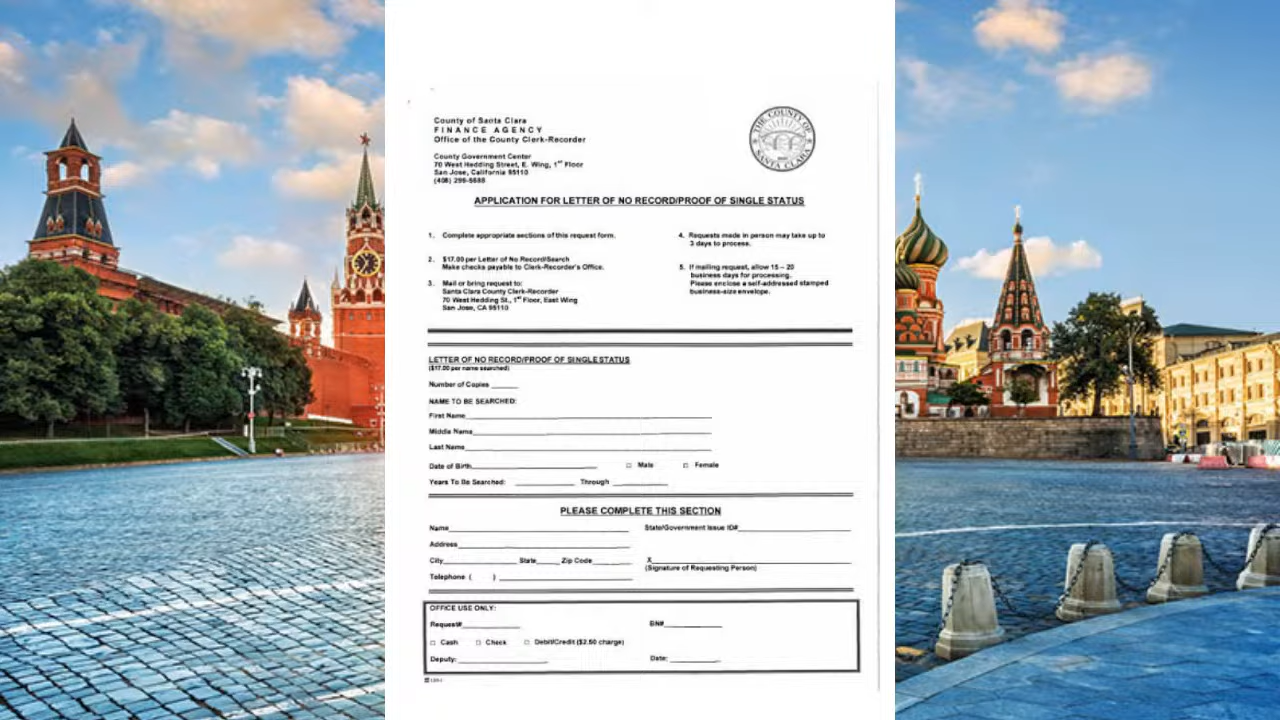 County of Santa Clara
FINANCE AGENCY
Office of the County Clerk-Recorder
County Government Center
70 West Hedding Street, E. Wing, 1st Floor
San Jose, California 95110
(408) 299-5688
THE COUNTY OF SANTA CLARA
APPLICATION FOR LETTER OF NO RECORD/PROOF OF SINGLE STATUS
1. Complete appropriate sections of this request form.
2. $17.00 per Letter of No Record/Search
Make checks payable to Clerk-Recorder's Office.
3. Mail or bring request to:
Santa Clara County Clerk-Recorder
70 West Hedding St., 1st Floor, East Wing
San Jose, CA 95110
4. Requests made in person may take up to
3 days to process.
5. If mailing request, allow 15 – 20
business days for processing.
Please enclose a self-addressed stamped
business-size envelope.
LETTER OF NO RECORD/PROOF OF SINGLE STATUS
($17.00 per name searched)
Number of Copies
NAME TO BE SEARCHED:
First Name
Middle Name
Last Name
Date of Birth □ Male □ Female
Years To Be Searched: Through
PLEASE COMPLETE THIS SECTION
Name State/Government Issue ID#
Address
City State Zip Code X
(Signature of Requesting Person)
Telephone ( )
OFFICE USE ONLY:
Request# BN#
□ Cash □ Check □ Debit/Credit ($2.50 charge)
Deputy: Date: